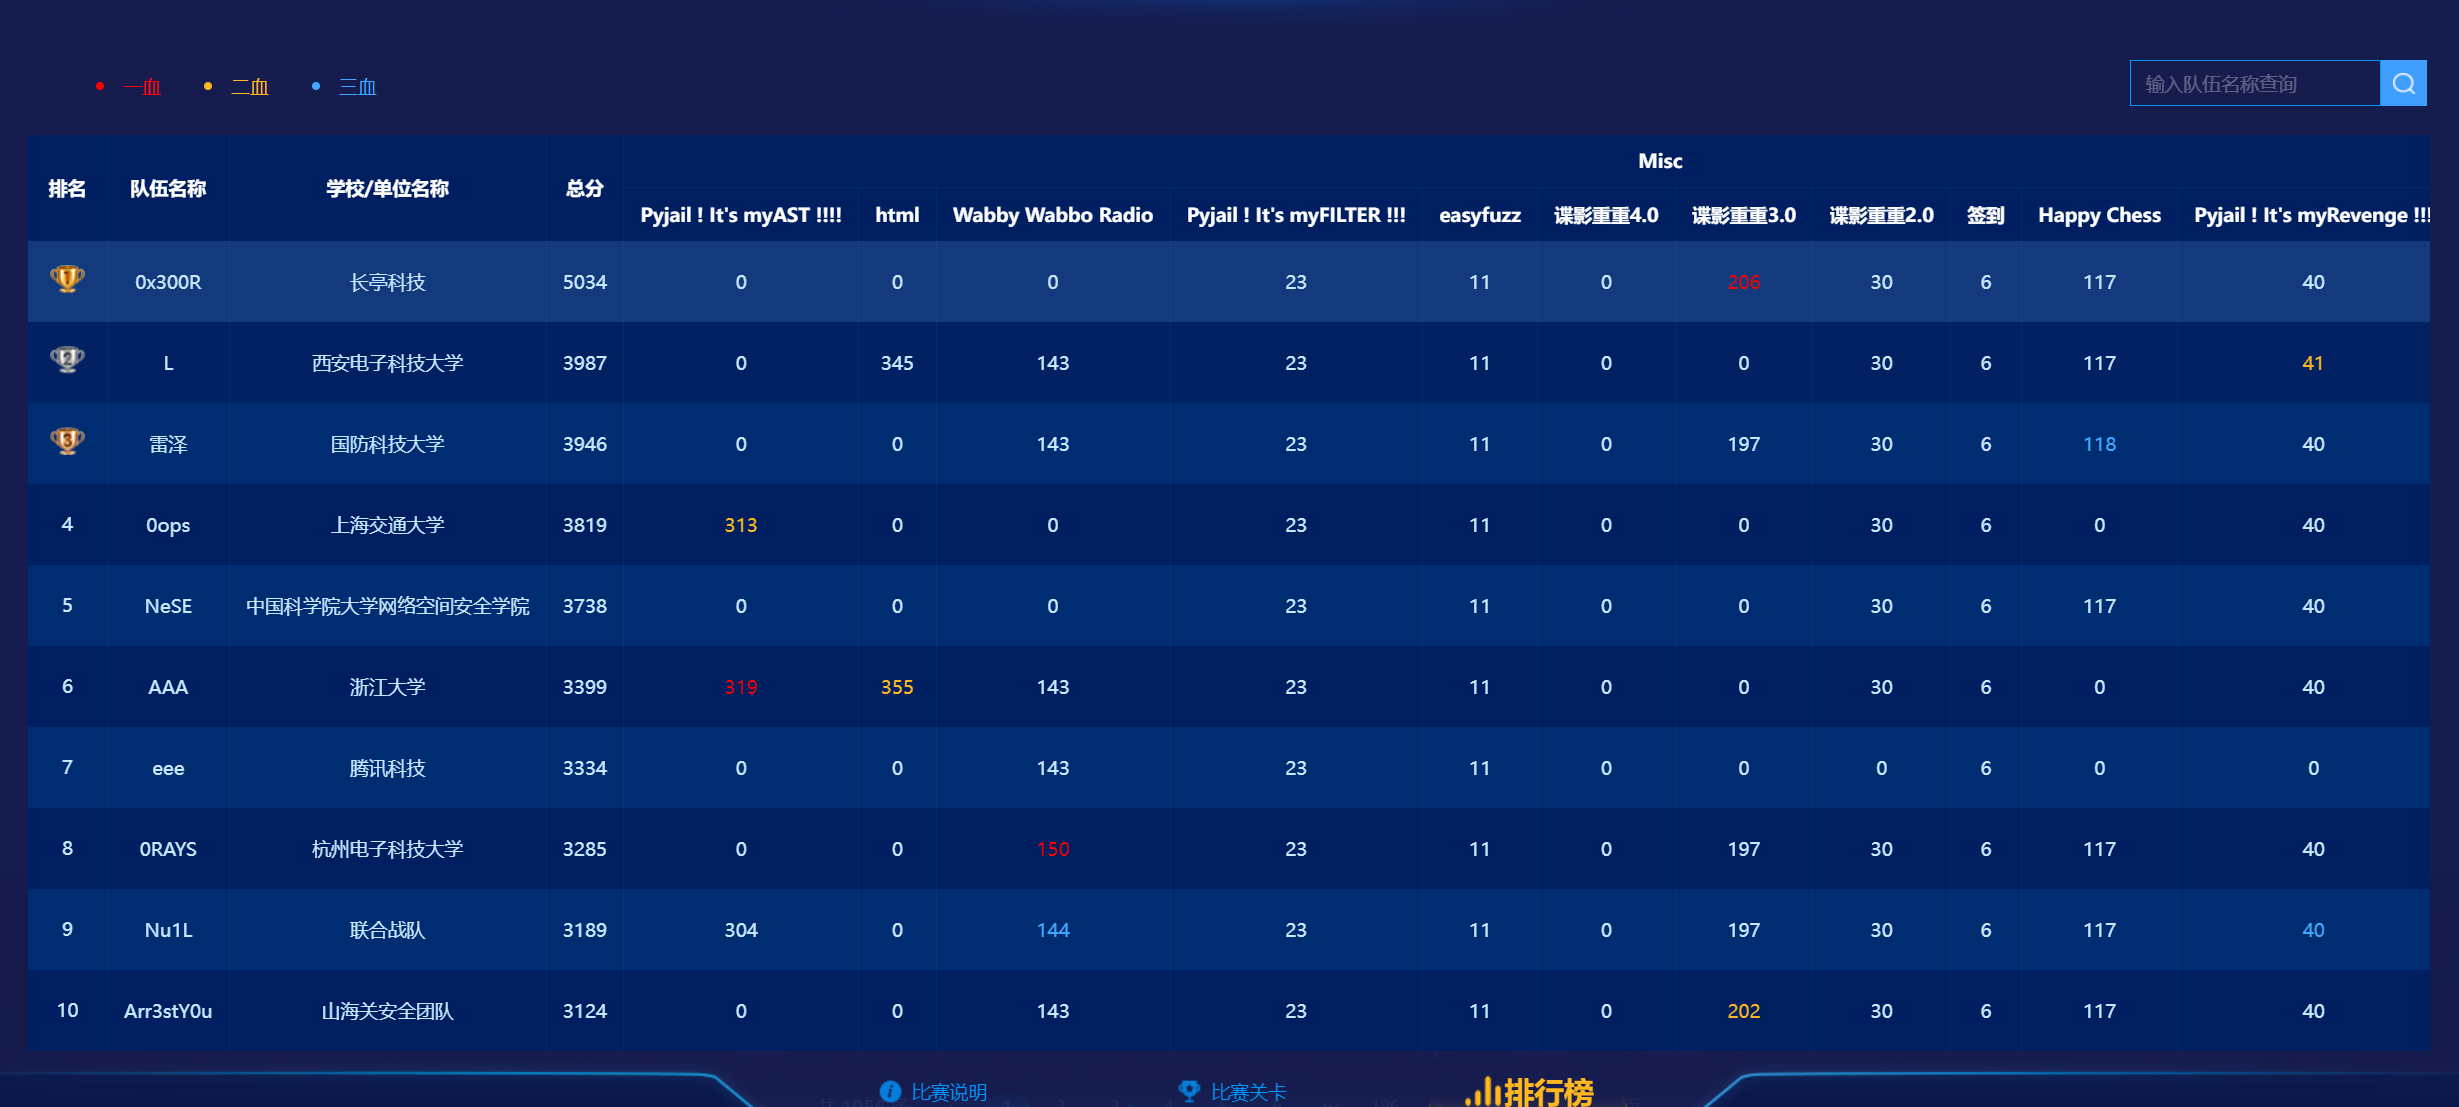 一血 二血 三血 输入队伍名称查询
Misc
排名 队伍名称 学校/单位名称 总分
Pyjail ! It's myAST !!!! html Wabby Wabbo Radio Pyjail ! It's myFILTER !!! easyfuzz 谍影重重4.0 谍影重重3.0 谍影重重2.0 签到 Happy Chess Pyjail ! It's myRevenge !!!
1 0x300R 长亭科技 5034 0 0 0 23 11 0 206 30 6 117 40
2 L 西安电子科技大学 3987 0 345 143 23 11 0 0 30 6 117 41
3 雷泽 国防科技大学 3946 0 0 143 23 11 0 197 30 6 118 40
4 0ops 上海交通大学 3819 313 0 0 23 11 0 0 30 6 0 40
5 NeSE 中国科学院大学网络空间安全学院 3738 0 0 0 23 11 0 0 30 6 117 40
6 AAA 浙江大学 3399 319 355 143 23 11 0 0 30 6 0 40
7 eee 腾讯科技 3334 0 0 143 23 11 0 0 0 6 0 0
8 0RAYS 杭州电子科技大学 3285 0 0 150 23 11 0 197 30 6 117 40
9 Nu1L 联合战队 3189 304 0 144 23 11 0 197 30 6 117 40
10 Arr3stY0u 山海关安全团队 3124 0 0 143 23 11 0 202 30 6 117 40
比赛说明 比赛关卡 排行榜